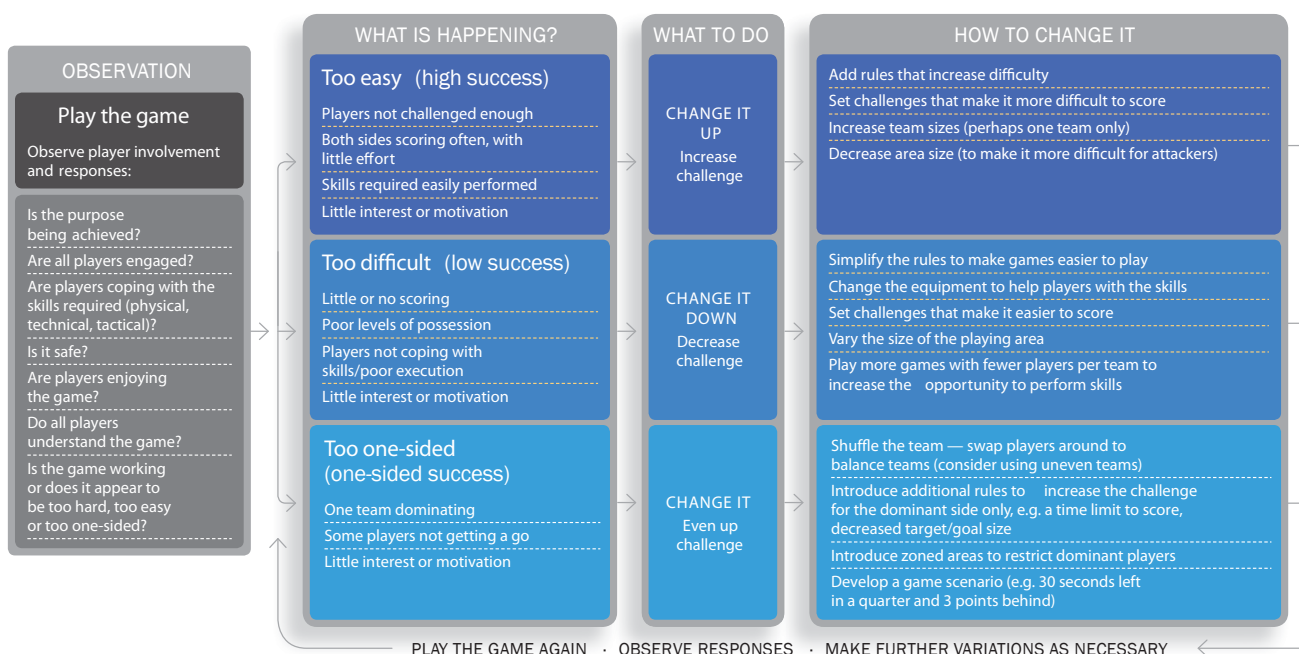 OBSERVATION
Play the game
Observe player involvement
and responses:
Is the purpose
being achieved?
Are all players engaged?
Are players coping with the
skills required (physical,
technical, tactical)?
Is it safe?
Are players enjoying
the game?
Do all players
understand the game?
Is the game working
or does it appear to
be too hard, too easy
or too one-sided?
WHAT IS HAPPENING?
Too easy (high success)
Players not challenged enough
Both sides scoring often, with
little effort
Skills required easily performed
Little interest or motivation
Too difficult (low success)
Little or no scoring
Poor levels of possession
Players not coping with
skills/poor execution
Little interest or motivation
Too one-sided
(one-sided success)
One team dominating
Some players not getting a go
Little interest or motivation
WHAT TO DO
CHANGE IT
UP
Increase
challenge
CHANGE IT
DOWN
Decrease
challenge
CHANGE IT
Even up
challenge
HOW TO CHANGE IT
Add rules that increase difficulty
Set challenges that make it more difficult to score
Increase team sizes (perhaps one team only)
Decrease area size (to make it more difficult for attackers)
Simplify the rules to make games easier to play
Change the equipment to help players with the skills
Set challenges that make it easier to score
Vary the size of the playing area
Play more games with fewer players per team to
increase the opportunity to perform skills
Shuffle the team — swap players around to
balance teams (consider using uneven teams)
Introduce additional rules to increase the challenge
for the dominant side only, e.g. a time limit to score,
decreased target/goal size
Introduce zoned areas to restrict dominant players
Develop a game scenario (e.g. 30 seconds left
in a quarter and 3 points behind)
PLAY THE GAME AGAIN · OBSERVE RESPONSES · MAKE FURTHER VARIATIONS AS NECESSARY